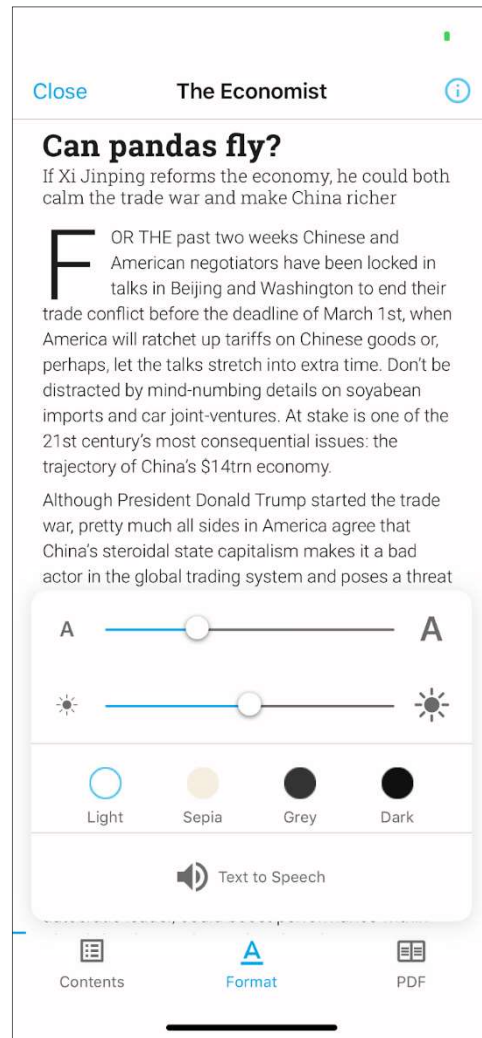 Close The Economist
Can pandas fly?
If Xi Jinping reforms the economy, he could both
calm the trade war and make China richer
FOR THE past two weeks Chinese and
American negotiators have been locked in
talks in Beijing and Washington to end their
trade conflict before the deadline of March 1st, when
America will ratchet up tariffs on Chinese goods or,
perhaps, let the talks stretch into extra time. Don't be
distracted by mind-numbing details on soyabean
imports and car joint-ventures. At stake is one of the
21st century's most consequential issues: the
trajectory of China's $14trn economy.
Although President Donald Trump started the trade
war, pretty much all sides in America agree that
China's steroidal state capitalism makes it a bad
actor in the global trading system and poses a threat
A A
Light Sepia Grey Dark
Text to Speech
Contents Format PDF